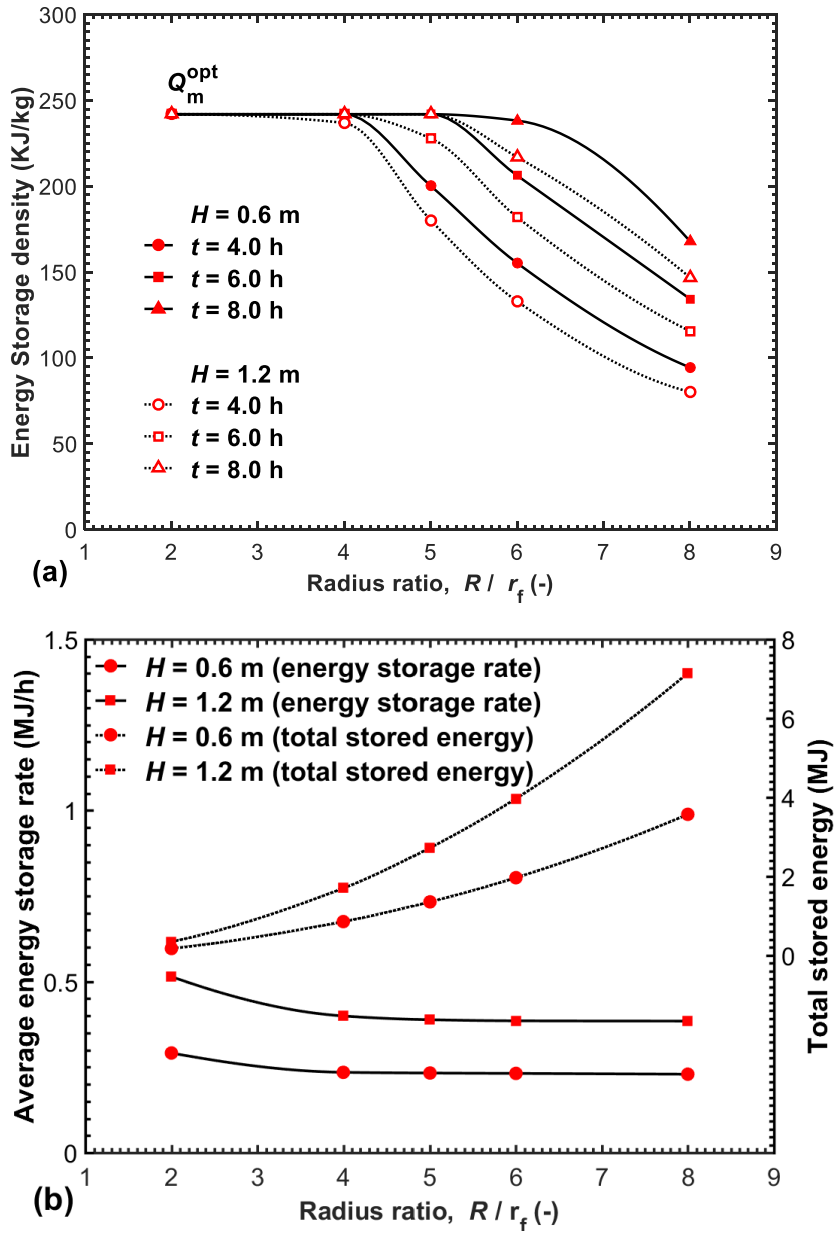 300
250
200
150
100
50
0
Energy Storage density (KJ/kg)
Q_m^opt
H = 0.6 m
t = 4.0 h
t = 6.0 h
t = 8.0 h
H = 1.2 m
t = 4.0 h
t = 6.0 h
t = 8.0 h
1 2 3 4 5 6 7 8 9
(a)
Radius ratio, R / r_f (-)
1.5
1
0.5
0
Average energy storage rate (MJ/h)
H = 0.6 m (energy storage rate)
H = 1.2 m (energy storage rate)
H = 0.6 m (total stored energy)
H = 1.2 m (total stored energy)
8
6
4
2
0
Total stored energy (MJ)
1 2 3 4 5 6 7 8 9
(b)
Radius ratio, R / r_f (-)